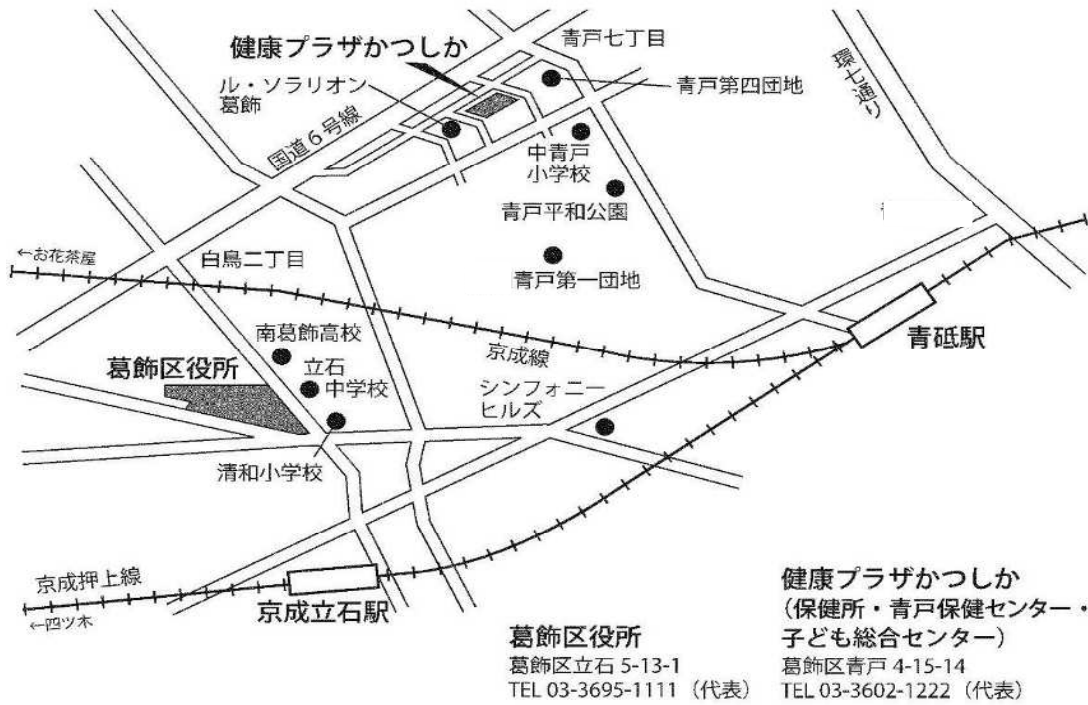 青戸七丁目
健康プラザかつしか
ル・ソラリオン
葛飾
青戸第四団地
環七通り
国道６号線
中青戸
小学校
青戸平和公園
←お花茶屋
白鳥二丁目
青戸第一団地
南葛飾高校
京成線
青砥駅
葛飾区役所
立石
中学校
シンフォニー
ヒルズ
清和小学校
京成押上線
←四ツ木
京成立石駅
葛飾区役所
葛飾区立石 5-13-1
TEL 03-3695-1111（代表）
健康プラザかつしか
（保健所・青戸保健センター・
子ども総合センター）
葛飾区青戸 4-15-14
TEL 03-3602-1222（代表）